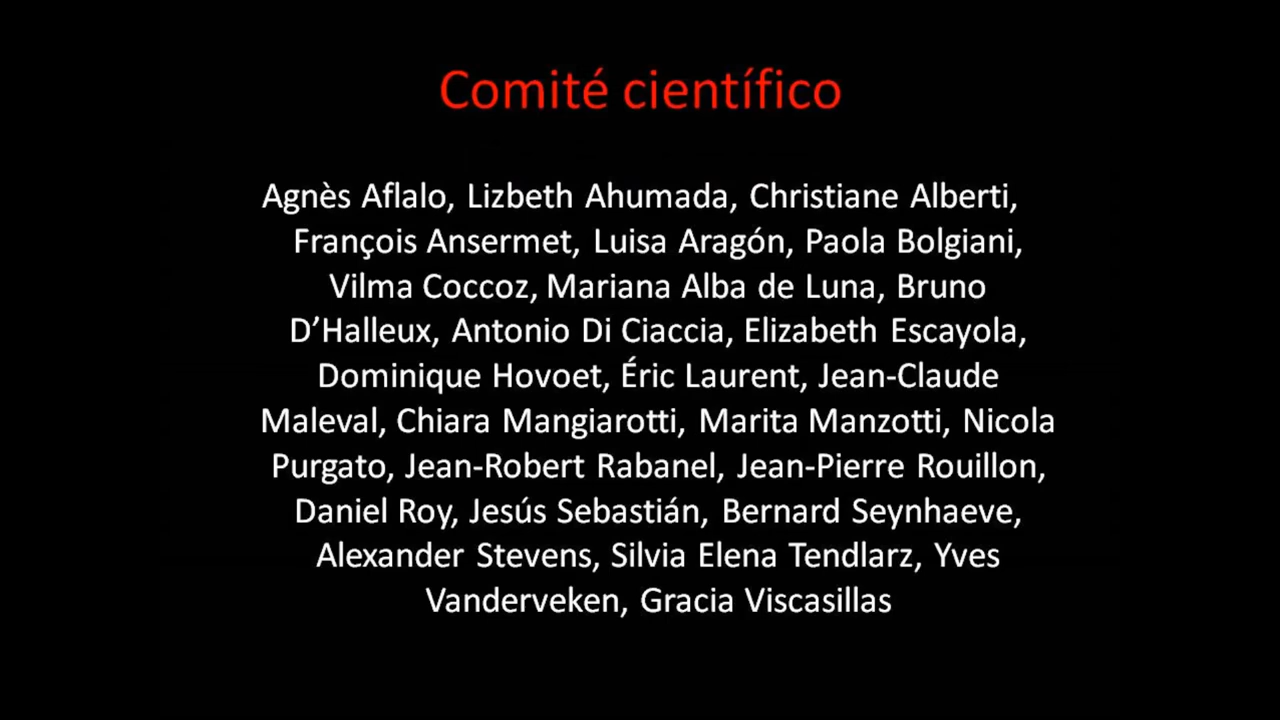 Comité científico
Agnès Aflalo, Lizbeth Ahumada, Christiane Alberti,
François Ansermet, Luisa Aragón, Paola Bolgiani,
Vilma Coccoz, Mariana Alba de Luna, Bruno
D’Halleux, Antonio Di Ciaccia, Elizabeth Escayola,
Dominique Hovoet, Éric Laurent, Jean-Claude
Maleval, Chiara Mangiarotti, Marita Manzotti, Nicola
Purgato, Jean-Robert Rabanel, Jean-Pierre Rouillon,
Daniel Roy, Jesús Sebastián, Bernard Seynhaeve,
Alexander Stevens, Silvia Elena Tendlarz, Yves
Vanderveken, Gracia Viscasillas